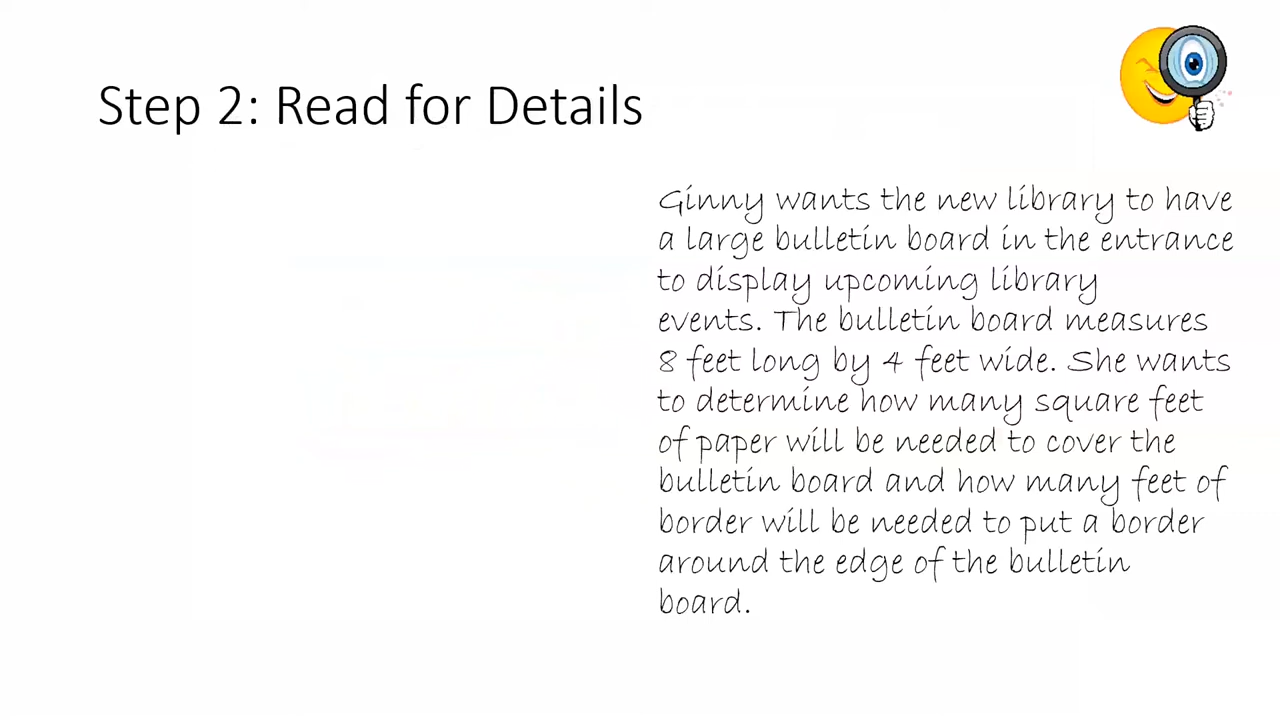 Step 2: Read for Details
Ginny wants the new library to have
a large bulletin board in the entrance
to display upcoming library
events. The bulletin board measures
8 feet long by 4 feet wide. She wants
to determine how many square feet
of paper will be needed to cover the
bulletin board and how many feet of
border will be needed to put a border
around the edge of the bulletin
board.